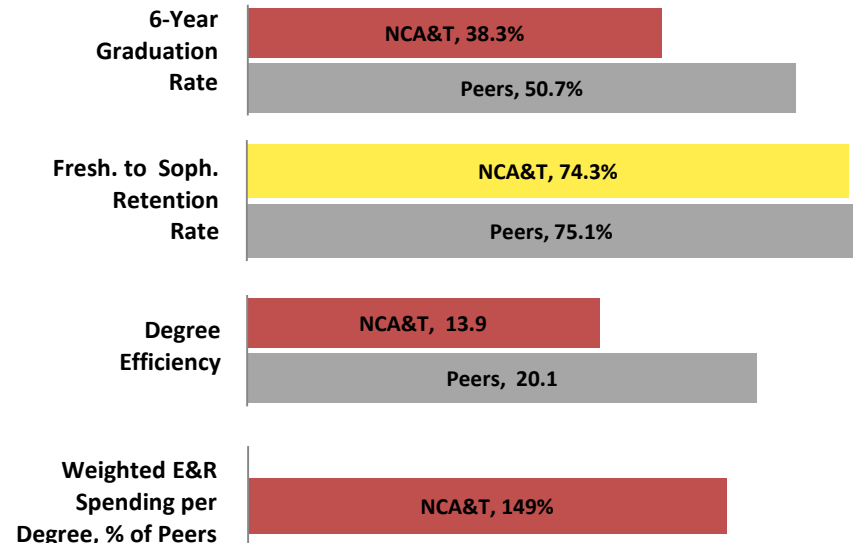 6-Year
Graduation
Rate
NCA&T, 38.3%
Peers, 50.7%
Fresh. to Soph.
Retention
Rate
NCA&T, 74.3%
Peers, 75.1%
Degree
Efficiency
NCA&T, 13.9
Peers, 20.1
Weighted E&R
Spending per
Degree, % of Peers
NCA&T, 149%